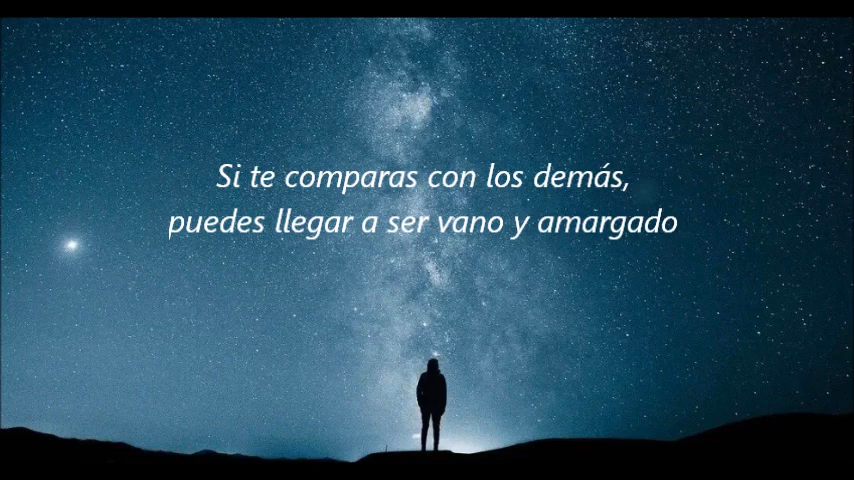 Si te comparas con los demás,
puedes llegar a ser vano y amargado